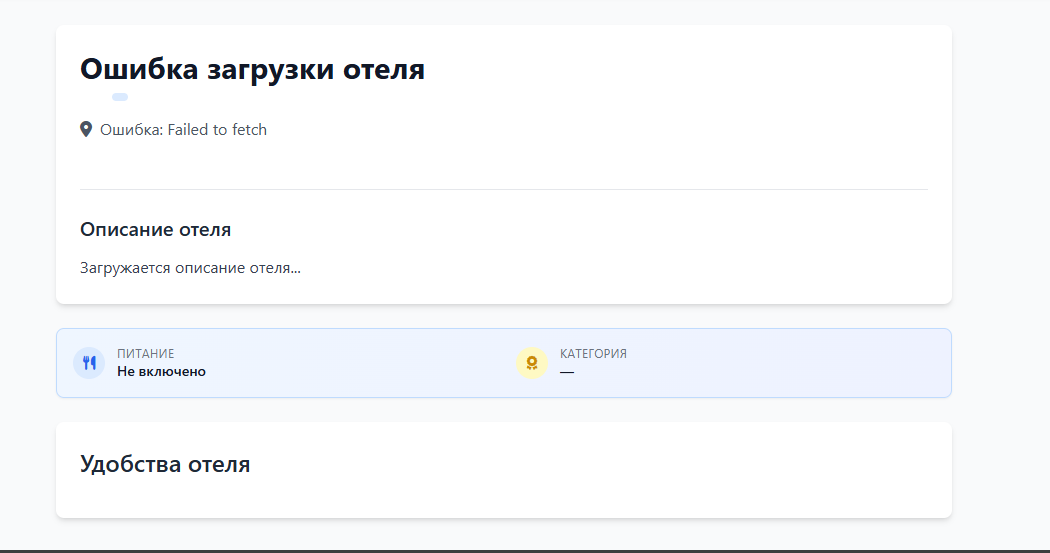 Ошибка загрузки отеля
Ошибка: Failed to fetch
Описание отеля
Загружается описание отеля...
ПИТАНИЕ
Не включено
КАТЕГОРИЯ
—
Удобства отеля